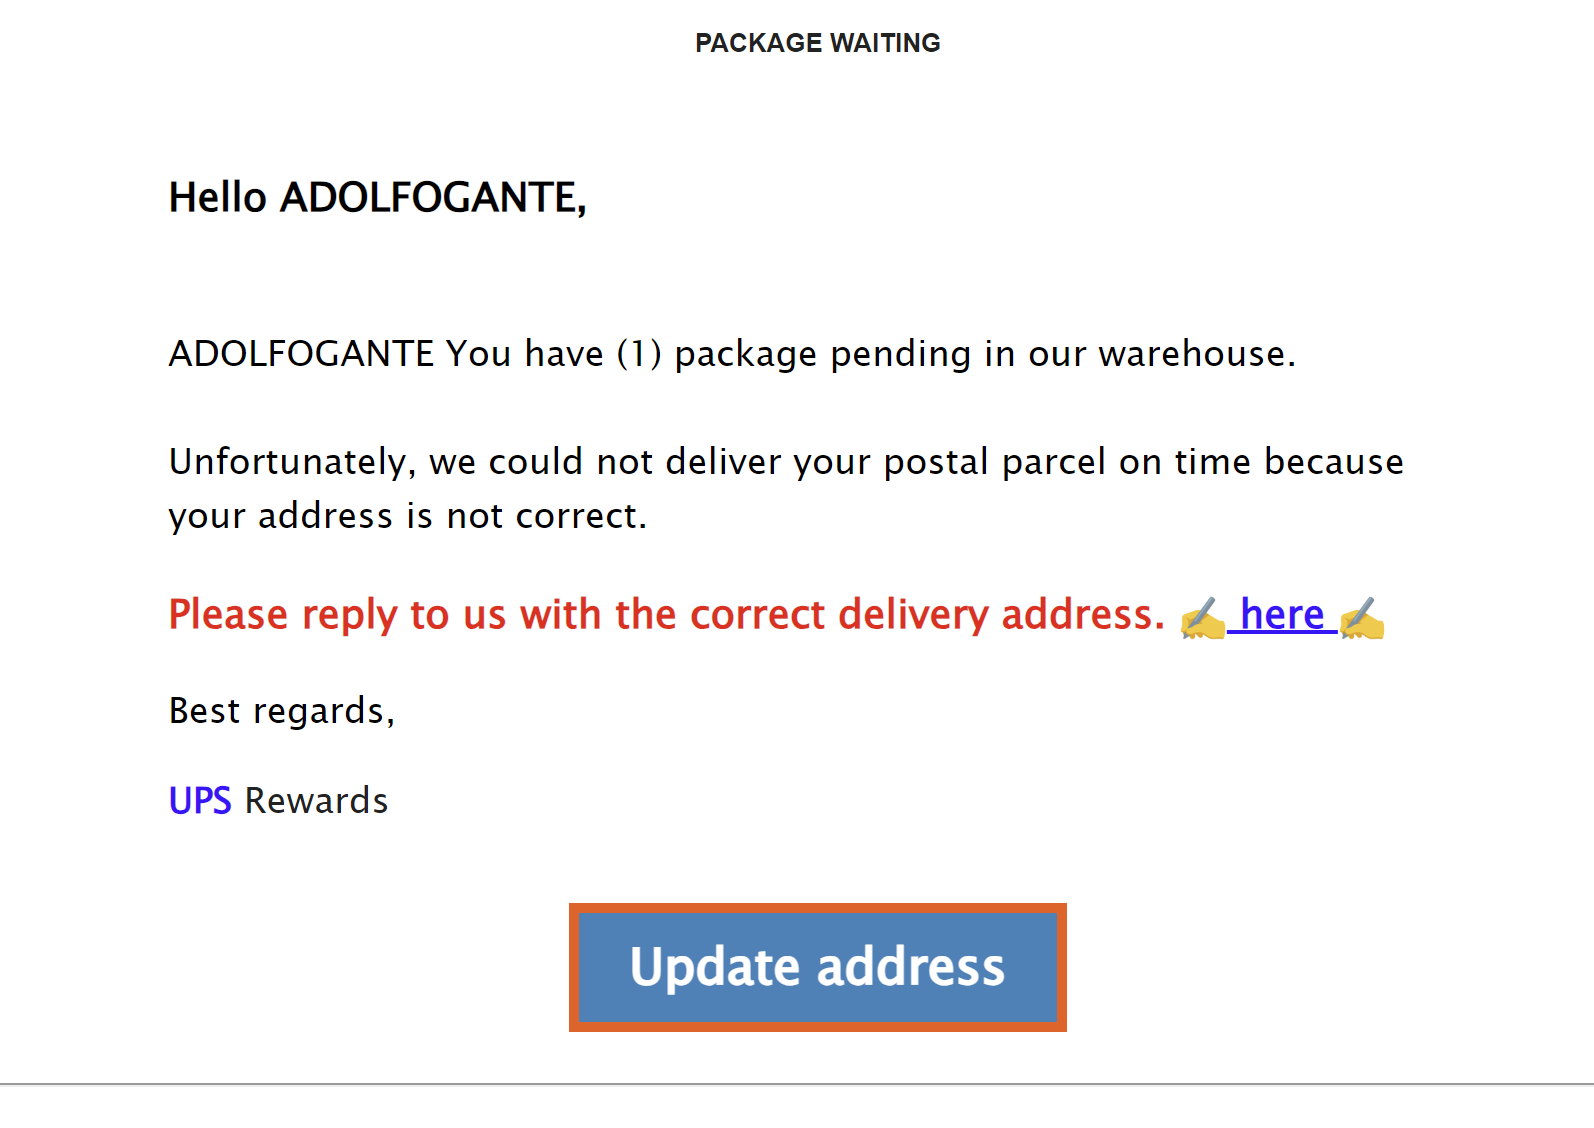 PACKAGE WAITING
Hello ADOLFOGANTE,
ADOLFOGANTE You have (1) package pending in our warehouse.
Unfortunately, we could not deliver your postal parcel on time because
your address is not correct.
Please reply to us with the correct delivery address. ✍️ here ✍️
Best regards,
UPS Rewards
Update address